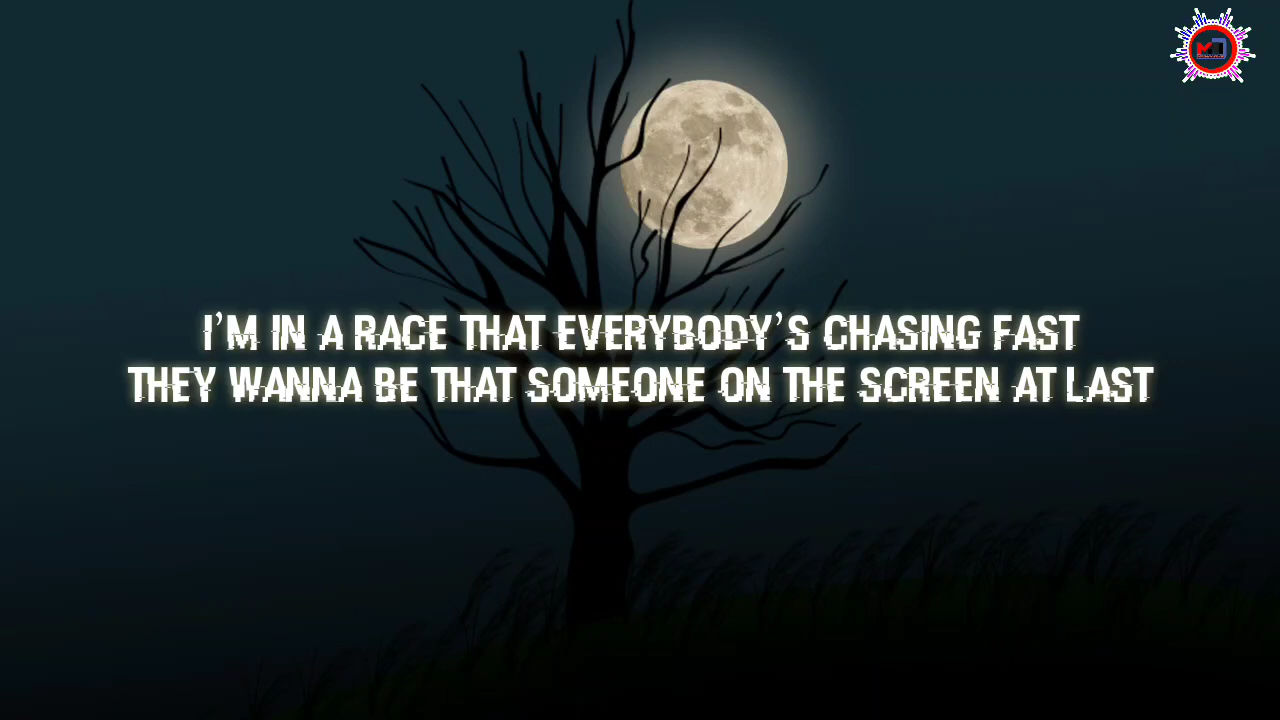 I'M IN A RACE THAT EVERYBODY'S CHASING FAST
THEY WANNA BE THAT SOMEONE ON THE SCREEN AT LAST